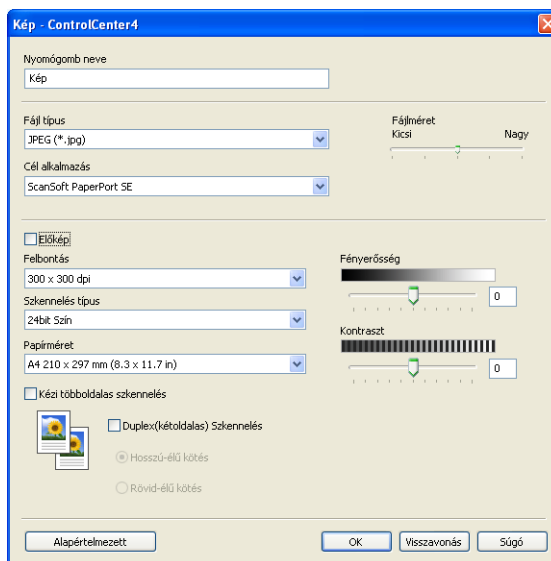 Kép - ControlCenter4
Nyomógomb neve
Kép
Fájl típus
JPEG (*.jpg)
Fájlméret
Kicsi Nagy
Cél alkalmazás
ScanSoft PaperPort SE
Előkép
Felbontás
300 x 300 dpi
Fényerősség
0
Szkennelés típus
24bit Szín
Kontraszt
0
Papírméret
A4 210 x 297 mm (8.3 x 11.7 in)
Kézi többoldalas szkennelés
Duplex(kétoldalas) Szkennelés
Hosszú-élű kötés
Rövid-élű kötés
Alapértelmezett OK Visszavonás Súgó